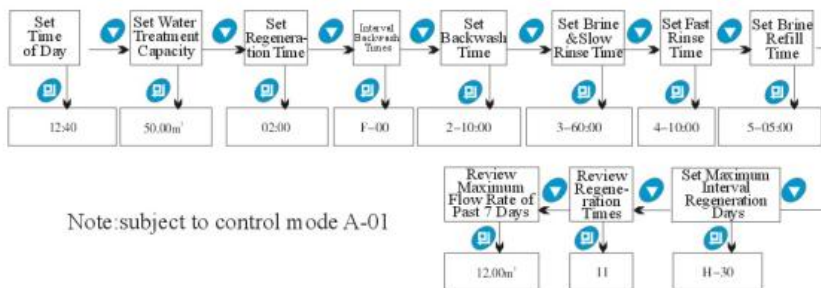 Set
Time
of Day
Set Water
Treatment
Capacity
Set
Regenera-
tion Time
Interval
Backwash
Times
Set
Backwash
Time
Set Brine
&Slow
Rinse Time
Set Fast
Rinse
Time
Set Brine
Refill
Time
12:40
50.00m³
02:00
F-00
2-10:00
3-60:00
4-10:00
5-05:00
Review
Maximum
Flow Rate of
Past 7 Days
Review
Regene-
ration
Times
Set Maximum
Interval
Regeneration
Days
Note:subject to control mode A-01
12.00m³
11
H-30